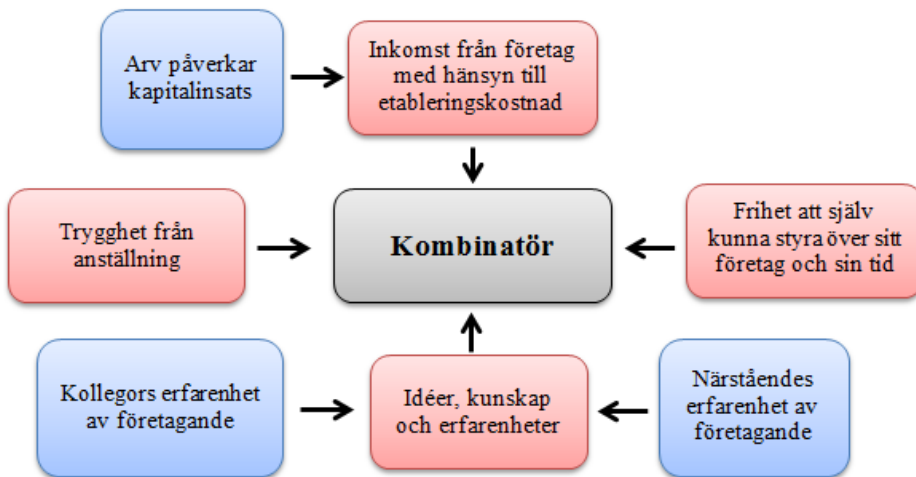 Arv påverkar
kapitalinsats
Inkomst från företag
med hänsyn till
etableringskostnad
Trygghet från
anställning
Kombinatör
Frihet att själv
kunna styra över sitt
företag och sin tid
Kollegors erfarenhet
av företagande
Idéer, kunskap
och erfarenheter
Närståendes
erfarenhet av
företagande